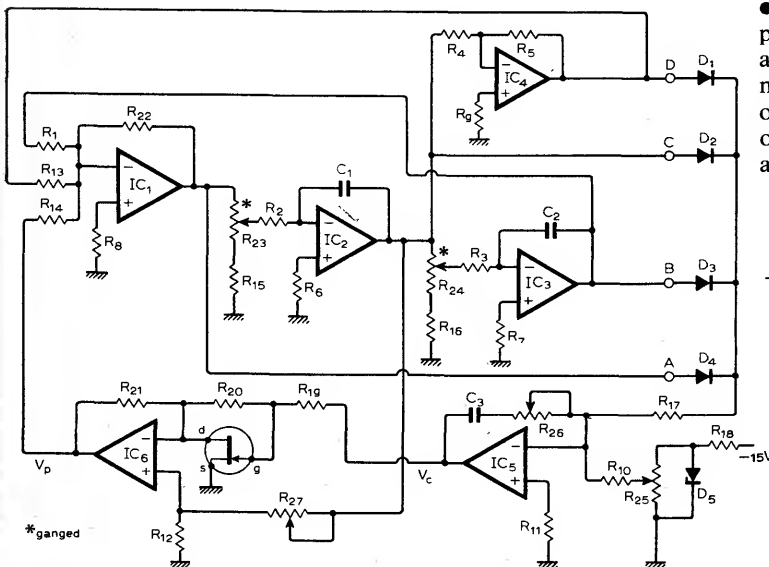 R4
R5
IC4
D
D1
Rg
R22
R1
C
D2
R13
IC1
C1
R14
*
R2
IC2
R23
C2
*
R3
R8
R24
IC3
B
D3
R15
R6
R16
R7
A
D4
R21
R20
R19
C3
R17
R26
d
IC6
s
g
Vp
Vc
IC5
R18
-15V
R10
R25
D5
R27
R11
R12
*ganged